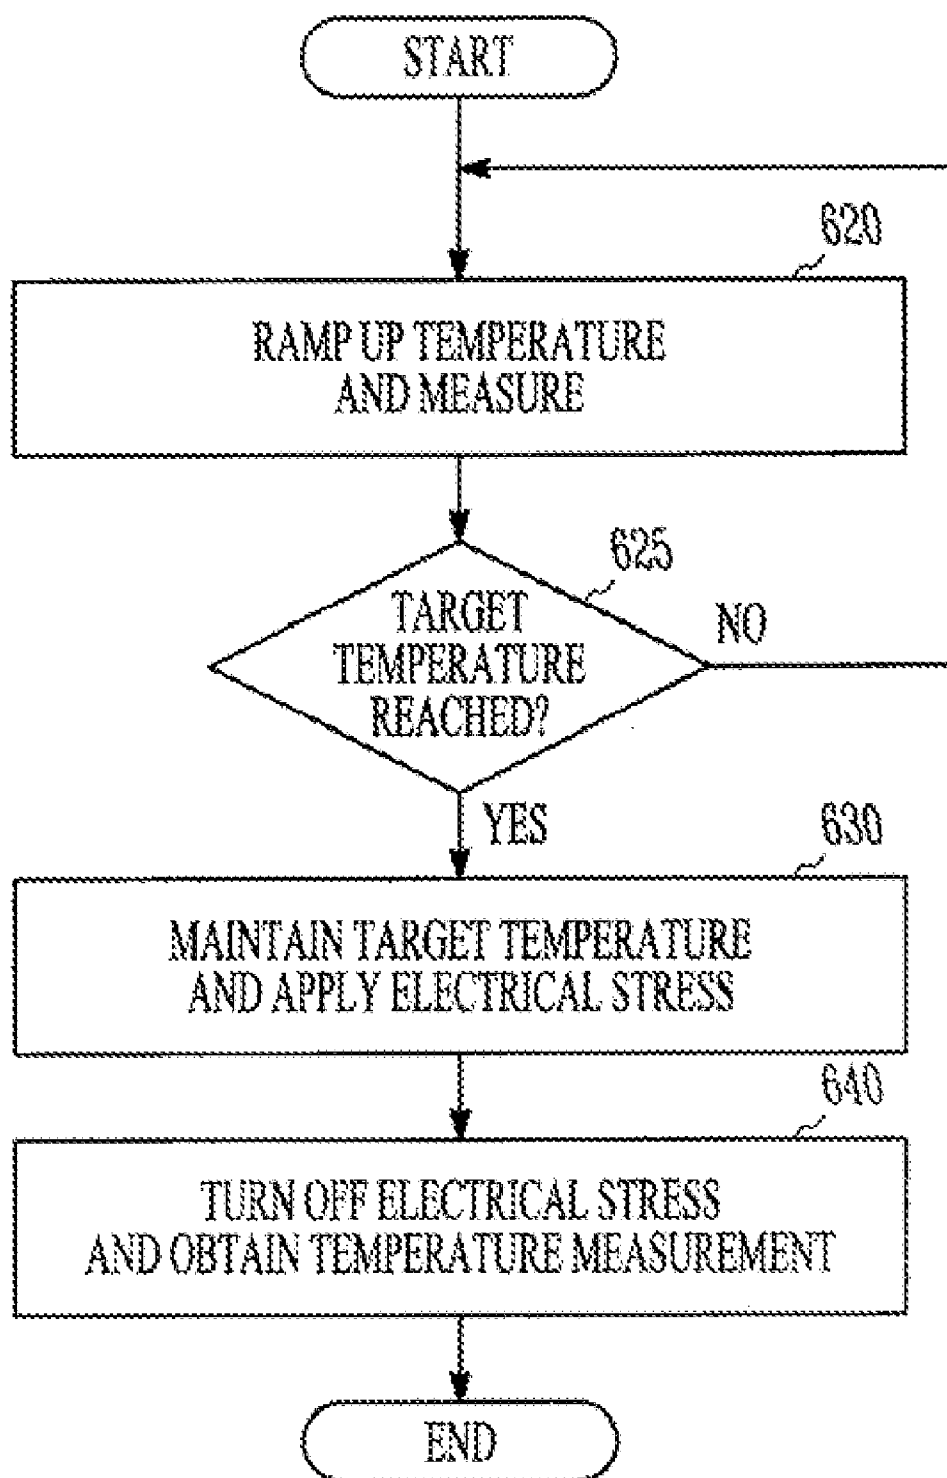 START
620
RAMP UP TEMPERATURE
AND MEASURE
625
TARGET
TEMPERATURE
REACHED?
NO
YES
630
MAINTAIN TARGET TEMPERATURE
AND APPLY ELECTRICAL STRESS
640
TURN OFF ELECTRICAL STRESS
AND OBTAIN TEMPERATURE MEASUREMENT
END